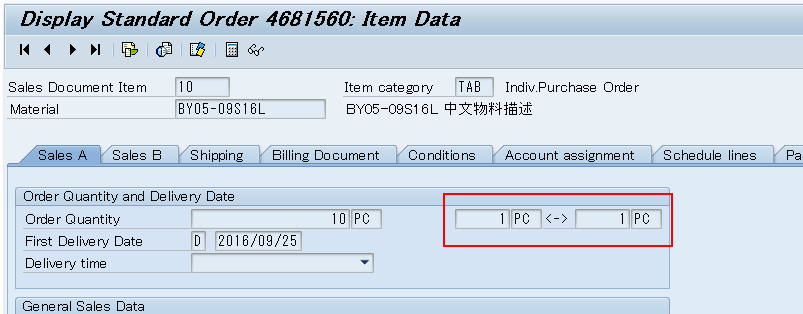 Display Standard Order 4681560: Item Data
Sales Document Item 10 Item category TAB Indiv.Purchase Order
Material BY05-09S16L BY05-09S16L 中文物料描述
Sales A Sales B Shipping Billing Document Conditions Account assignment Schedule lines Pa
Order Quantity and Delivery Date
Order Quantity 10 PC 1 PC <-> 1 PC
First Delivery Date D 2016/09/25
Delivery time
General Sales Data